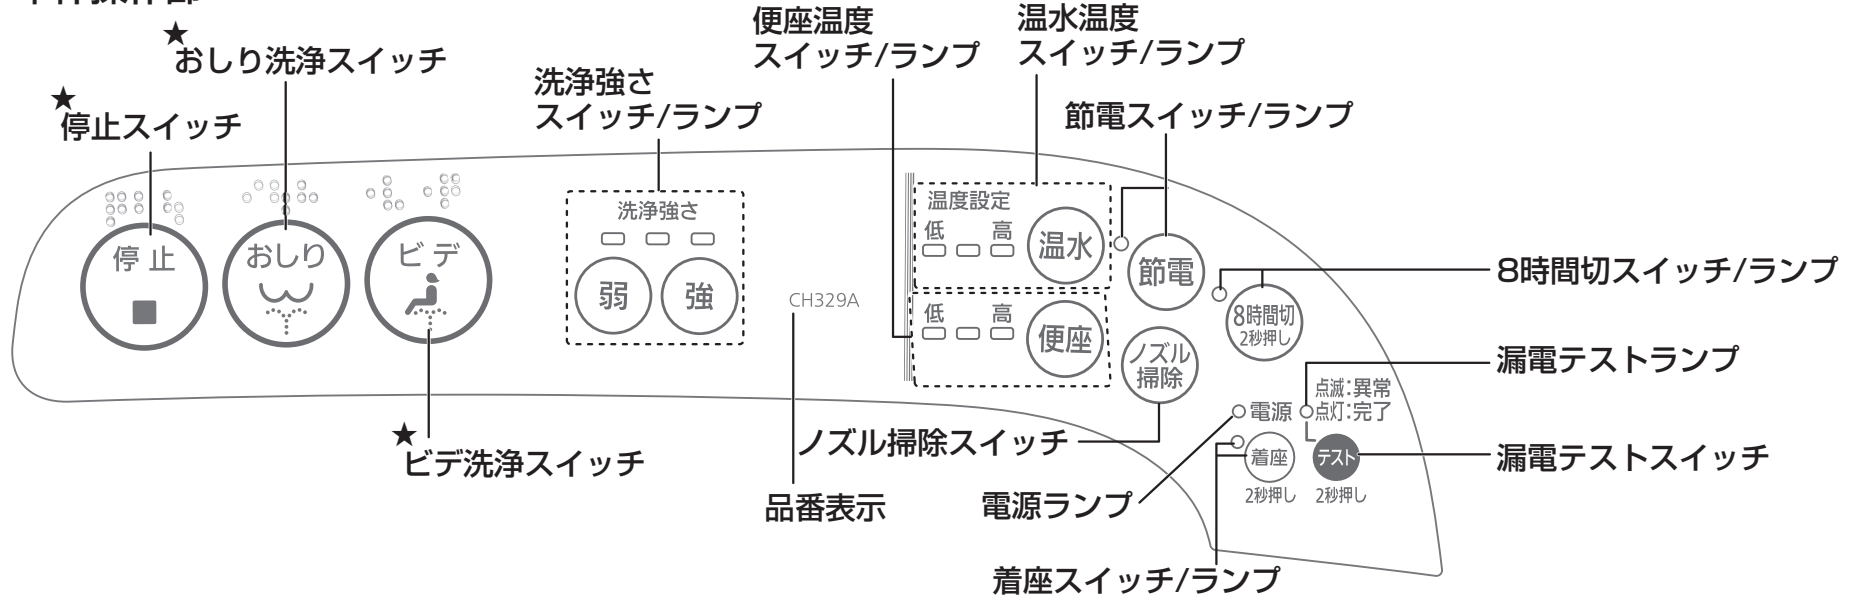 ★
おしり洗浄スイッチ
★
停止スイッチ
洗浄強さ
スイッチ/ランプ
便座温度
スイッチ/ランプ
温水温度
スイッチ/ランプ
節電スイッチ/ランプ
停止
おしり
ビデ
洗浄強さ
弱
強
CH329A
温度設定
低
高
温水
低
高
便座
節電
ノズル
掃除
8時間切
2秒押し
8時間切スイッチ/ランプ
漏電テストランプ
点滅:異常
点灯:完了
電源
着座
2秒押し
テスト
2秒押し
漏電テストスイッチ
★
ビデ洗浄スイッチ
品番表示
ノズル掃除スイッチ
電源ランプ
着座スイッチ/ランプ